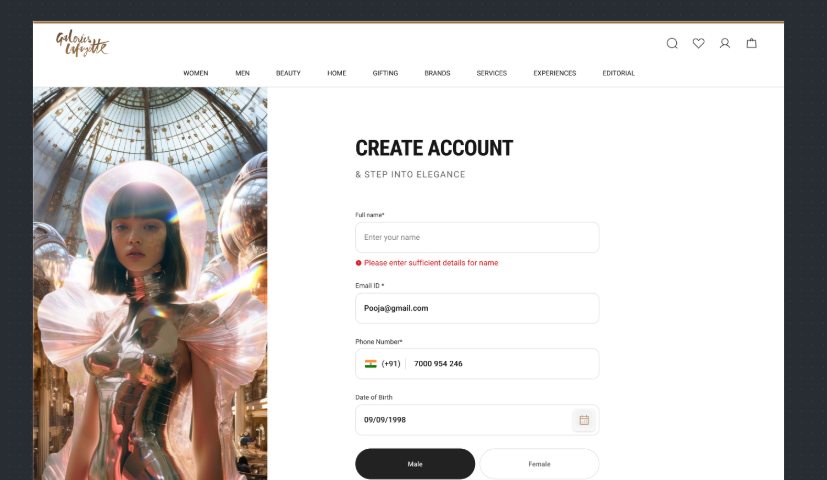 galeries
lafayette
WOMEN MEN BEAUTY HOME GIFTING BRANDS SERVICES EXPERIENCES EDITORIAL
CREATE ACCOUNT
& STEP INTO ELEGANCE
Full name*
Enter your name
Please enter sufficient details for name
Email ID *
Pooja@gmail.com
Phone Number*
(+91) 7000 954 246
Date of Birth
09/09/1998
Male Female